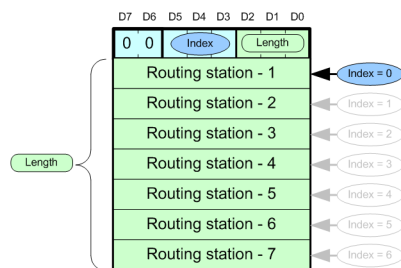 D7 D6 D5 D4 D3 D2 D1 D0
0 0 Index Length
Routing station - 1 Index = 0
Routing station - 2 Index = 1
Routing station - 3 Index = 2
Length Routing station - 4 Index = 3
Routing station - 5 Index = 4
Routing station - 6 Index = 5
Routing station - 7 Index = 6